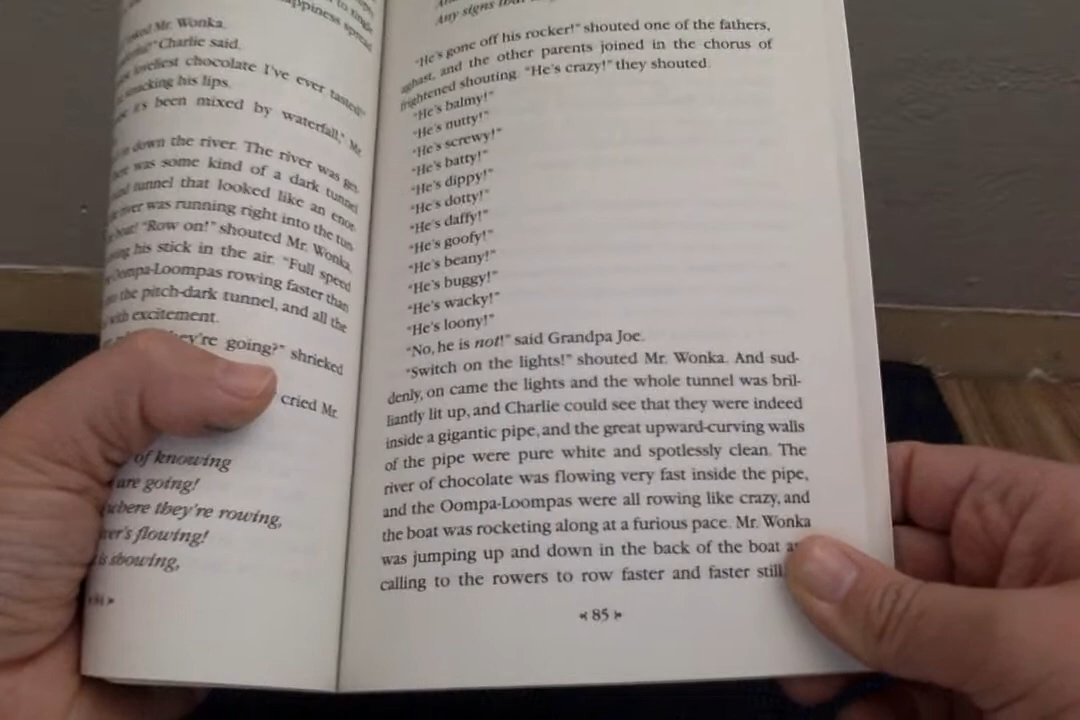 to
happiness spread
Mr. Wonka.
Charlie said.
loveliest chocolate I've ever tasted!"
smacking his lips.
it's been mixed by waterfall," Mr.
down the river. The river was get-
was some kind of a dark tunnel
tunnel that looked like an enor-
river was running right into the tun-
boat! "Row on!" shouted Mr. Wonka,
his stick in the air. "Full speed
Oompa-Loompas rowing faster than
the pitch-dark tunnel, and all the
with excitement.
they're going?" shrieked
cried Mr.
of knowing
are going!
where they're rowing,
flowing!
is showing,
Any signs that
"He's gone off his rocker!" shouted one of the fathers,
aghast, and the other parents joined in the chorus of
frightened shouting. "He's crazy!" they shouted.
"He's balmy!"
"He's nutty!"
"He's screwy!"
"He's batty!"
"He's dippy!"
"He's dotty!"
"He's daffy!"
"He's goofy!"
"He's beany!"
"He's buggy!"
"He's wacky!"
"He's loony!"
"No, he is not!" said Grandpa Joe.
"Switch on the lights!" shouted Mr. Wonka. And sud-
denly, on came the lights and the whole tunnel was bril-
liantly lit up, and Charlie could see that they were indeed
inside a gigantic pipe, and the great upward-curving walls
of the pipe were pure white and spotlessly clean. The
river of chocolate was flowing very fast inside the pipe,
and the Oompa-Loompas were all rowing like crazy, and
the boat was rocketing along at a furious pace. Mr. Wonka
was jumping up and down in the back of the boat
calling to the rowers to row faster and faster still.
85